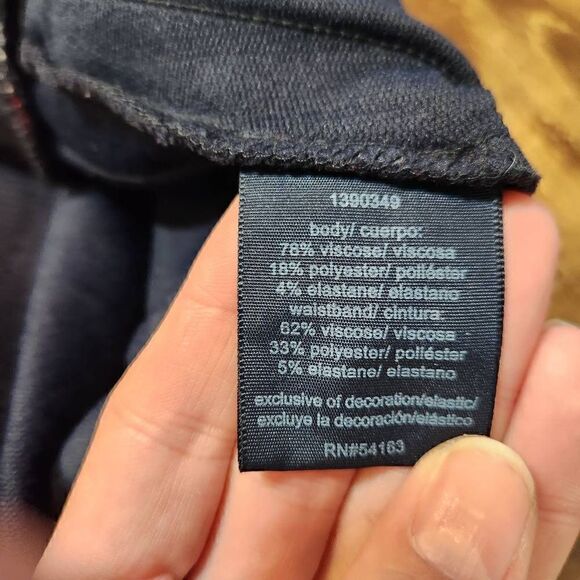 1390349
body/ cuerpo:
78% viscose/ viscosa
18% polyester/ poliéster
4% elastane/ elastano
waistband/ cintura:
62% viscose/ viscosa
33% polyester/ poliéster
5% elastane/ elastano
exclusive of decoration/elastic/
excluye la decoración/elástico
RN#54163